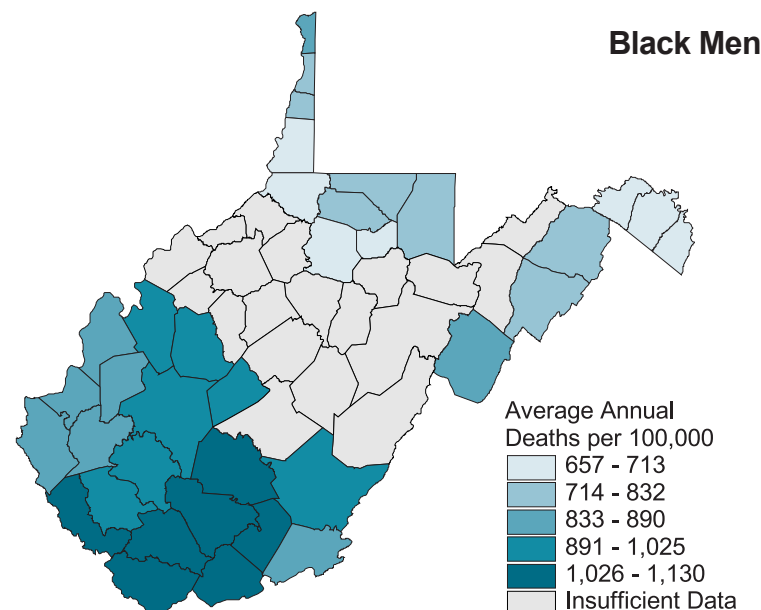 Black Men
Average Annual
Deaths per 100,000
657 - 713
714 - 832
833 - 890
891 - 1,025
1,026 - 1,130
Insufficient Data